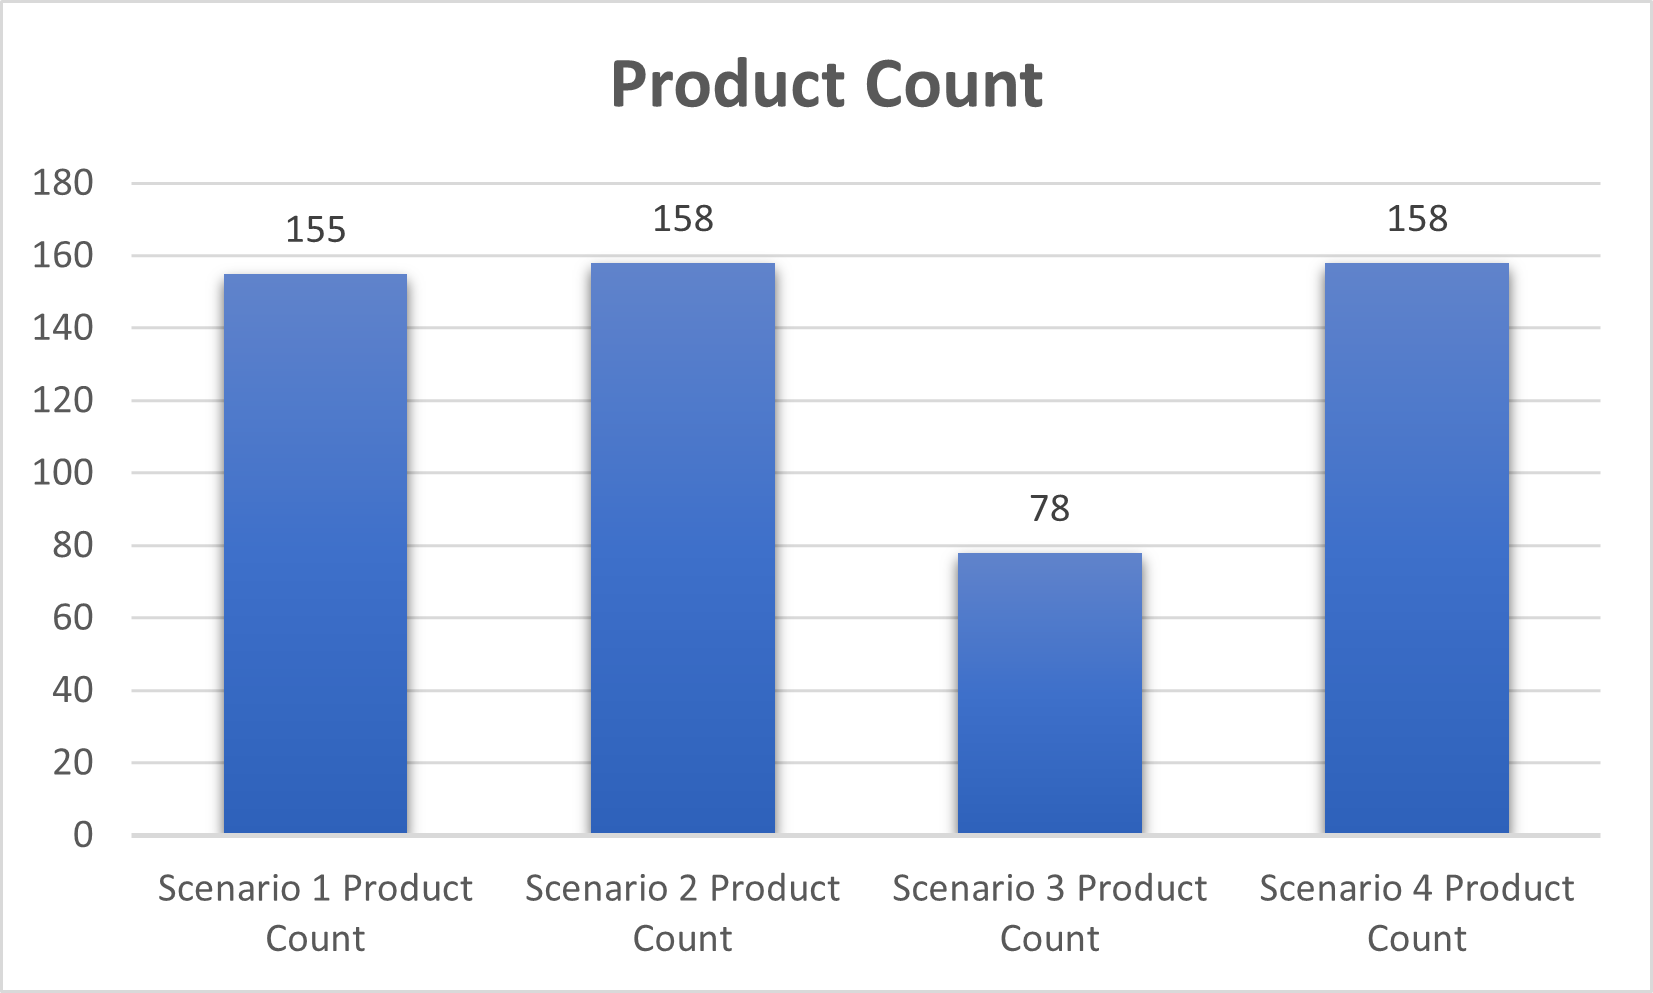 Product Count
180
160
140
120
100
80
60
40
20
0
155
158
78
158
Scenario 1 Product
Count
Scenario 2 Product
Count
Scenario 3 Product
Count
Scenario 4 Product
Count